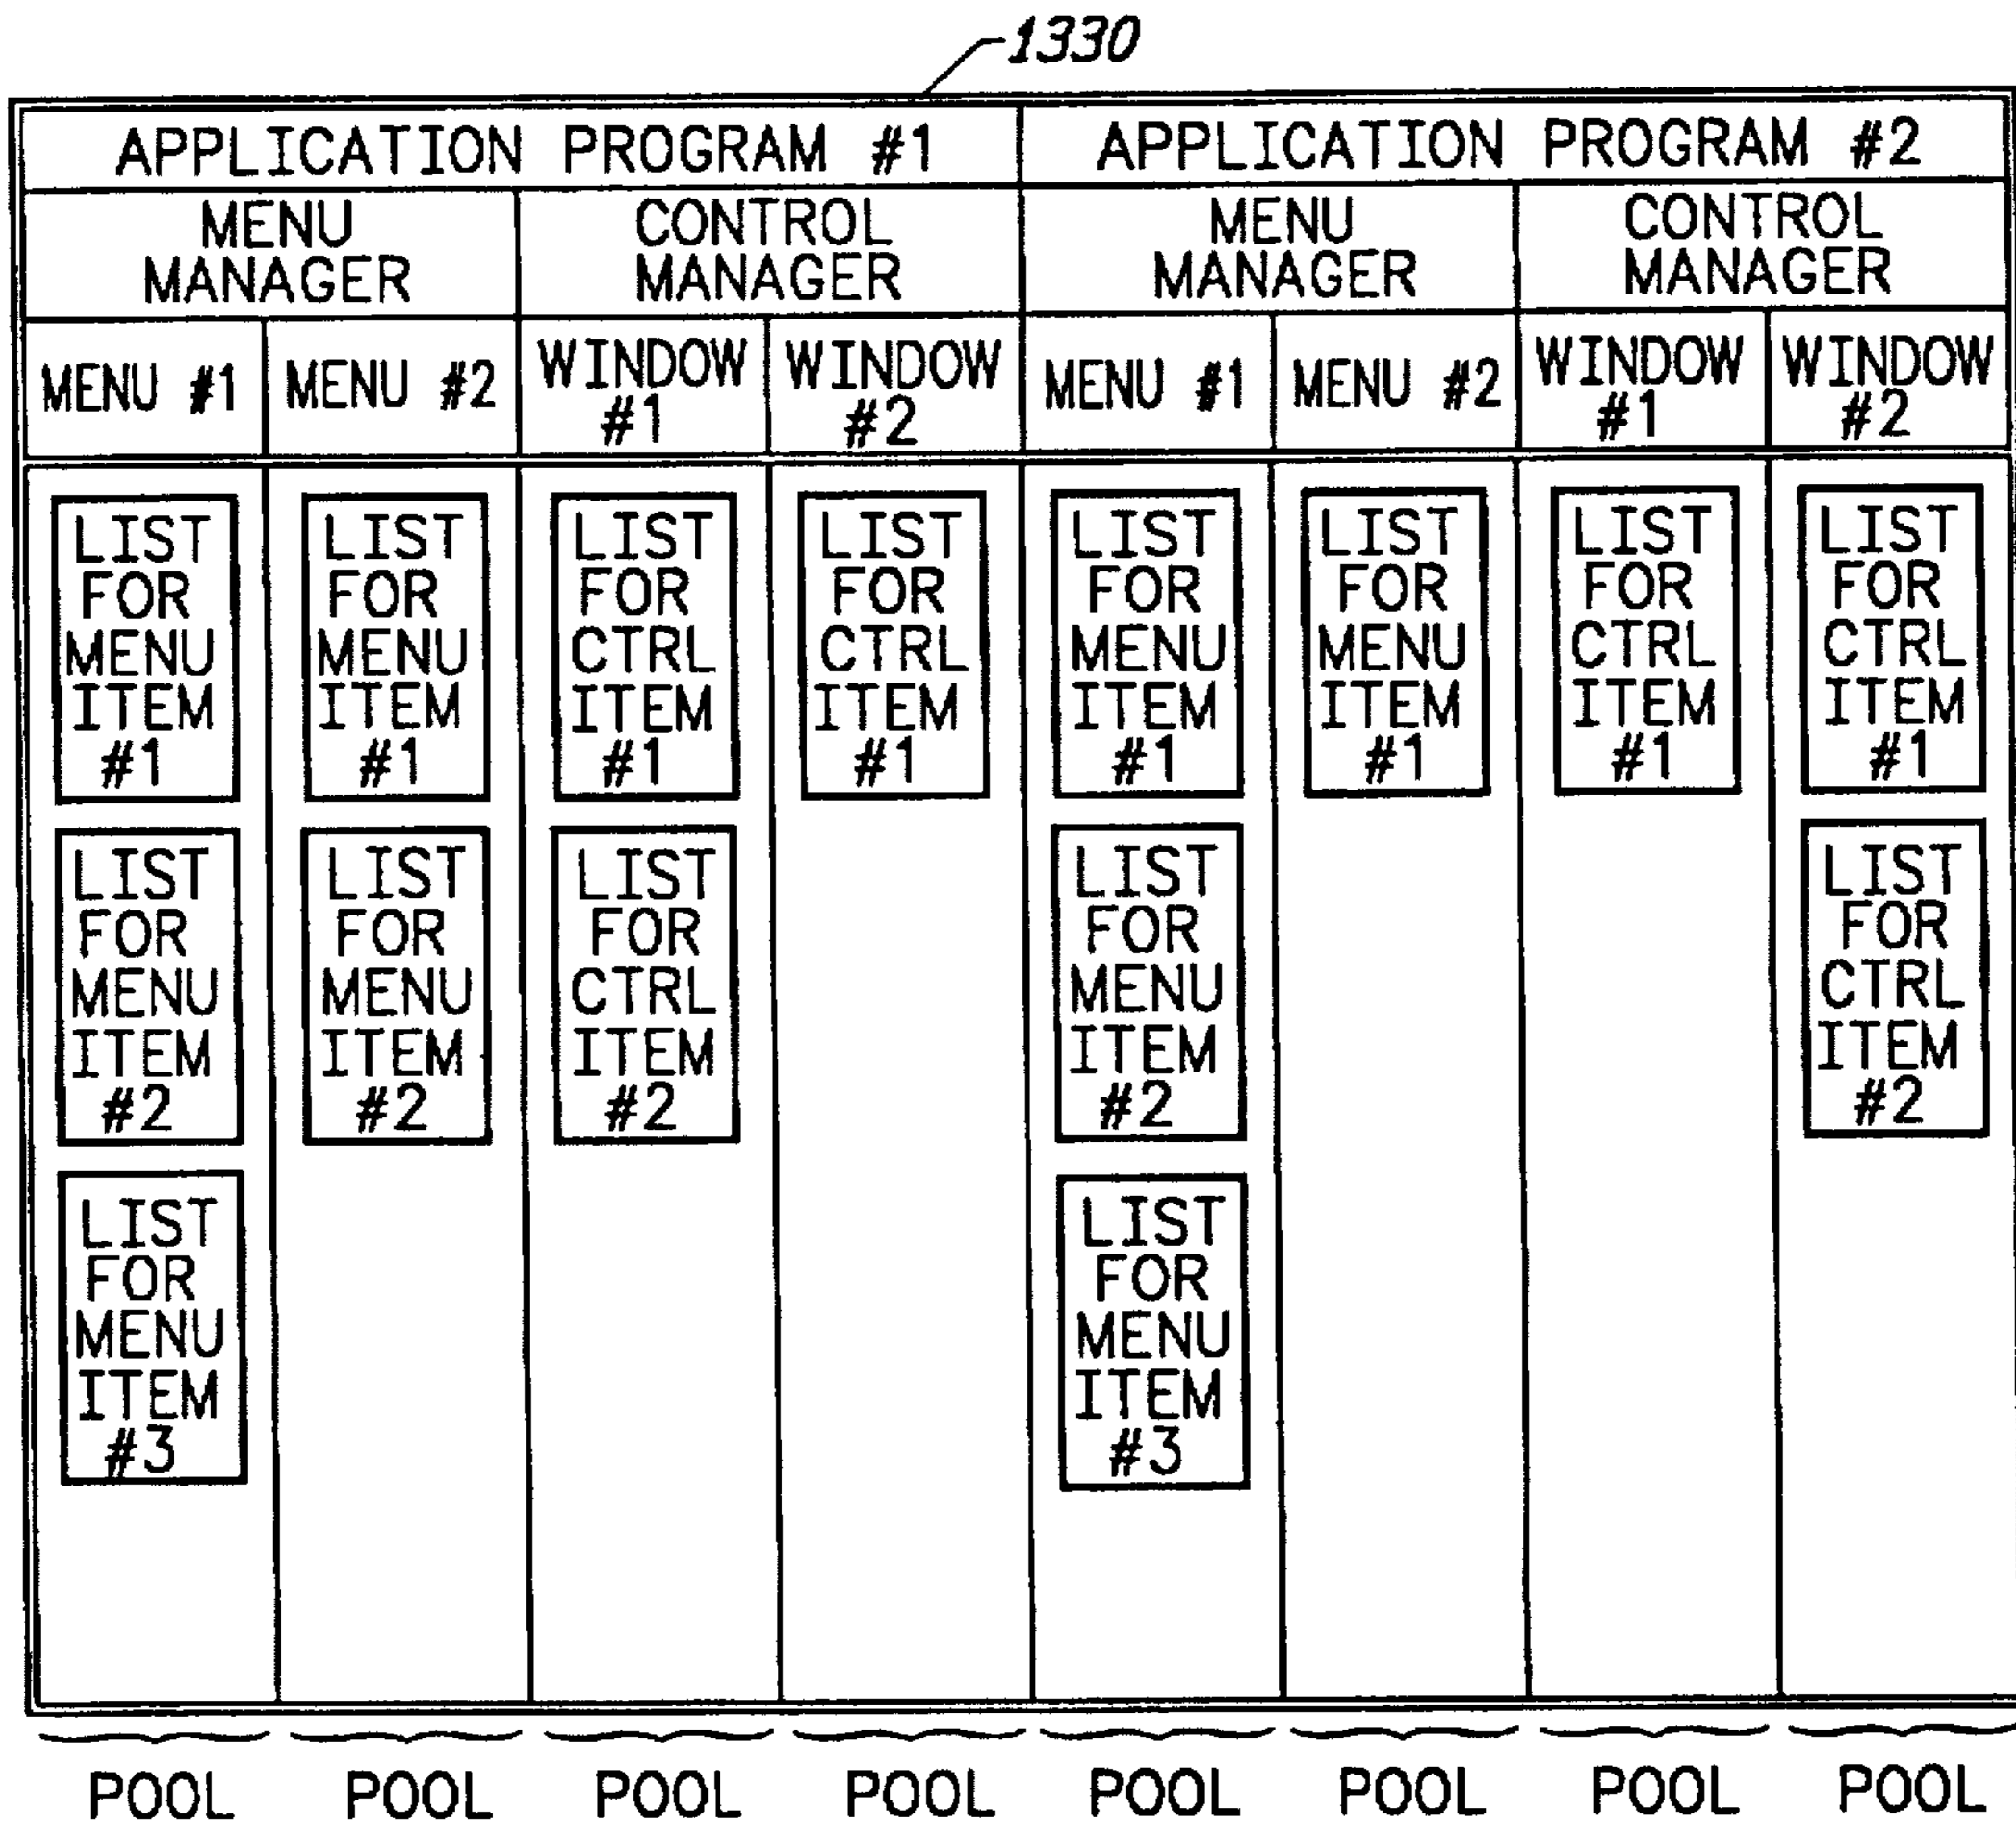 1330
APPLICATION PROGRAM #1
APPLICATION PROGRAM #2
MENU
MANAGER
CONTROL
MANAGER
MENU
MANAGER
CONTROL
MANAGER
MENU #1
MENU #2
WINDOW
#1
WINDOW
#2
MENU #1
MENU #2
WINDOW
#1
WINDOW
#2
LIST
FOR
MENU
ITEM
#1
LIST
FOR
MENU
ITEM
#1
LIST
FOR
CTRL
ITEM
#1
LIST
FOR
CTRL
ITEM
#1
LIST
FOR
MENU
ITEM
#1
LIST
FOR
MENU
ITEM
#1
LIST
FOR
CTRL
ITEM
#1
LIST
FOR
CTRL
ITEM
#1
LIST
FOR
MENU
ITEM
#2
LIST
FOR
MENU
ITEM
#2
LIST
FOR
CTRL
ITEM
#2
LIST
FOR
MENU
ITEM
#2
LIST
FOR
CTRL
ITEM
#2
LIST
FOR
MENU
ITEM
#3
LIST
FOR
MENU
ITEM
#3
POOL
POOL
POOL
POOL
POOL
POOL
POOL
POOL